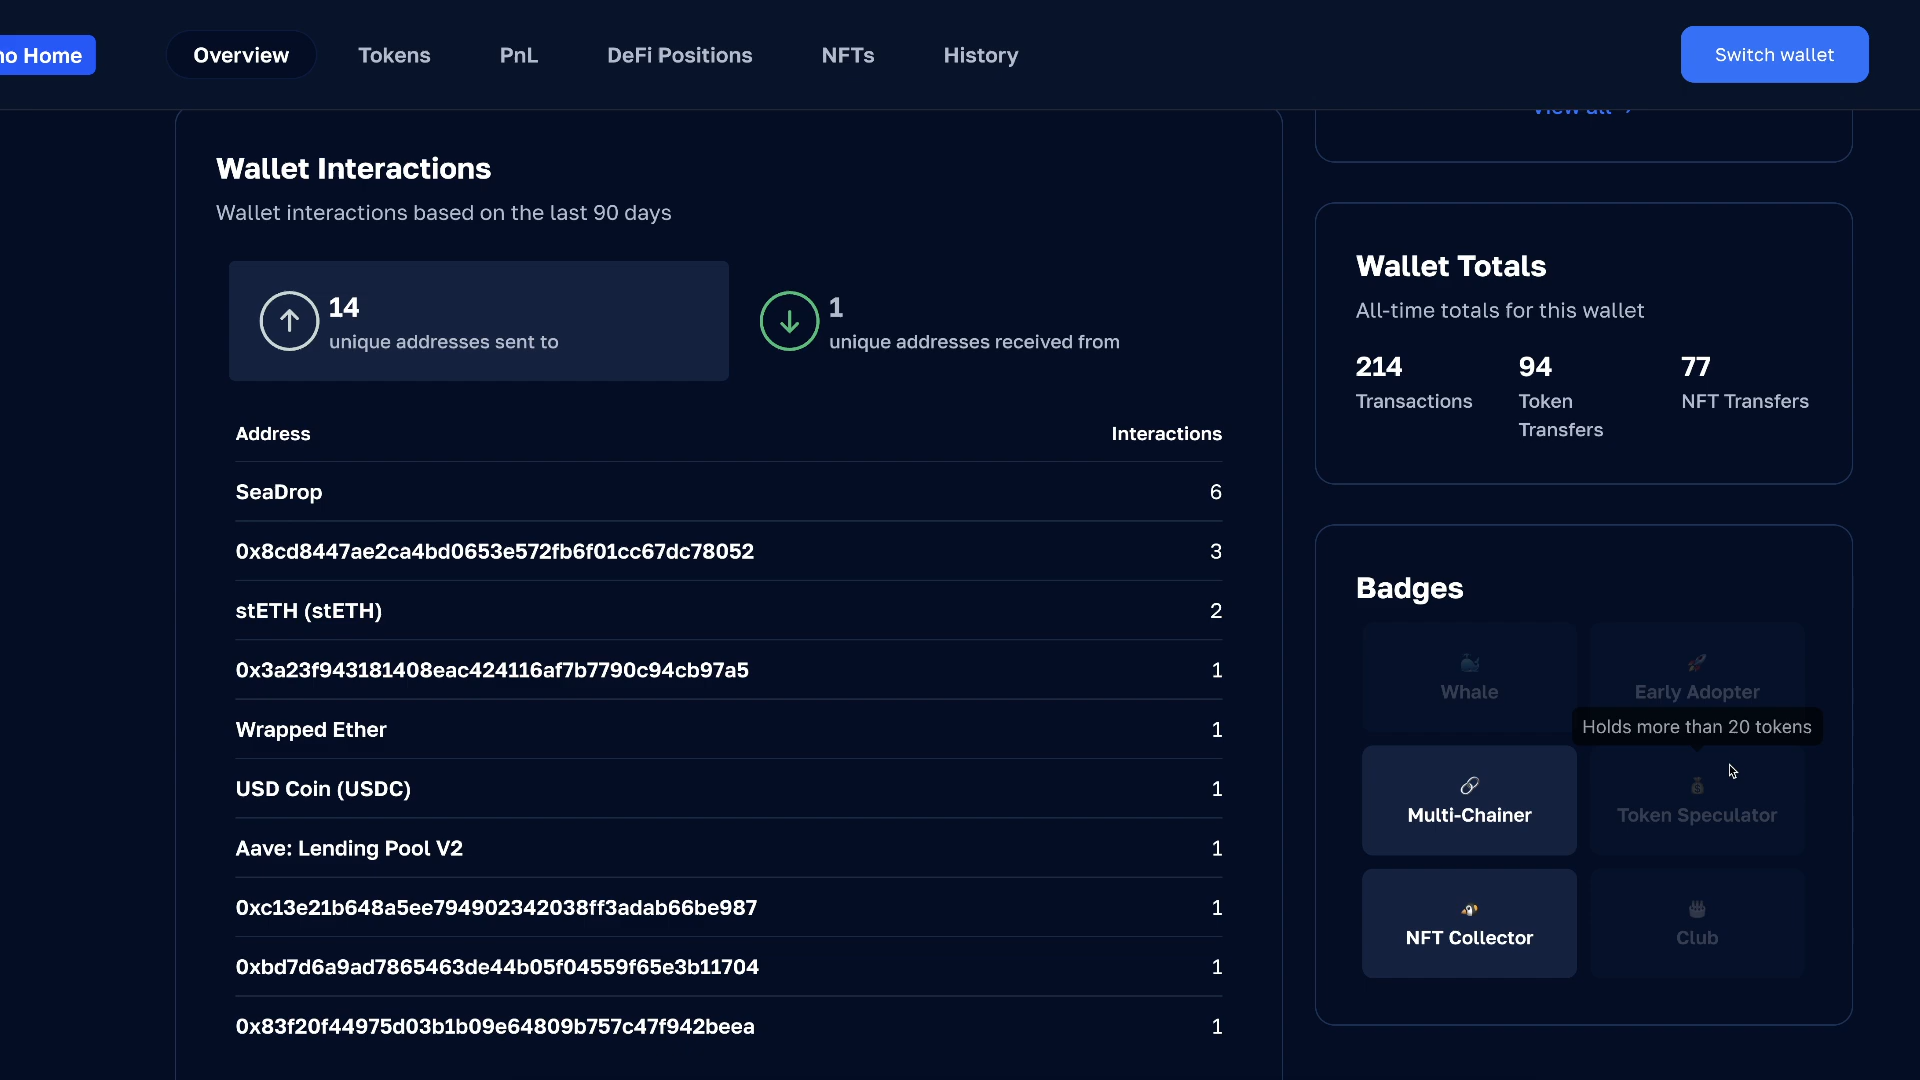 no Home
Overview
Tokens
PnL
DeFi Positions
NFTs
History
Switch wallet
View all
Wallet Interactions
Wallet interactions based on the last 90 days
14
unique addresses sent to
1
unique addresses received from
Address Interactions
SeaDrop 6
0x8cd8447ae2ca4bd0653e572fb6f01cc67dc78052 3
stETH (stETH) 2
0x3a23f943181408eac424116af7b7790c94cb97a5 1
Wrapped Ether 1
USD Coin (USDC) 1
Aave: Lending Pool V2 1
0xc13e21b648a5ee794902342038ff3adab66be987 1
0xbd7d6a9ad7865463de44b05f04559f65e3b11704 1
0x83f20f44975d03b1b09e64809b757c47f942beea 1
Wallet Totals
All-time totals for this wallet
214
Transactions
94
Token
Transfers
77
NFT Transfers
Badges
Whale
Early Adopter
Holds more than 20 tokens
Multi-Chainer
Token Speculator
NFT Collector
Club